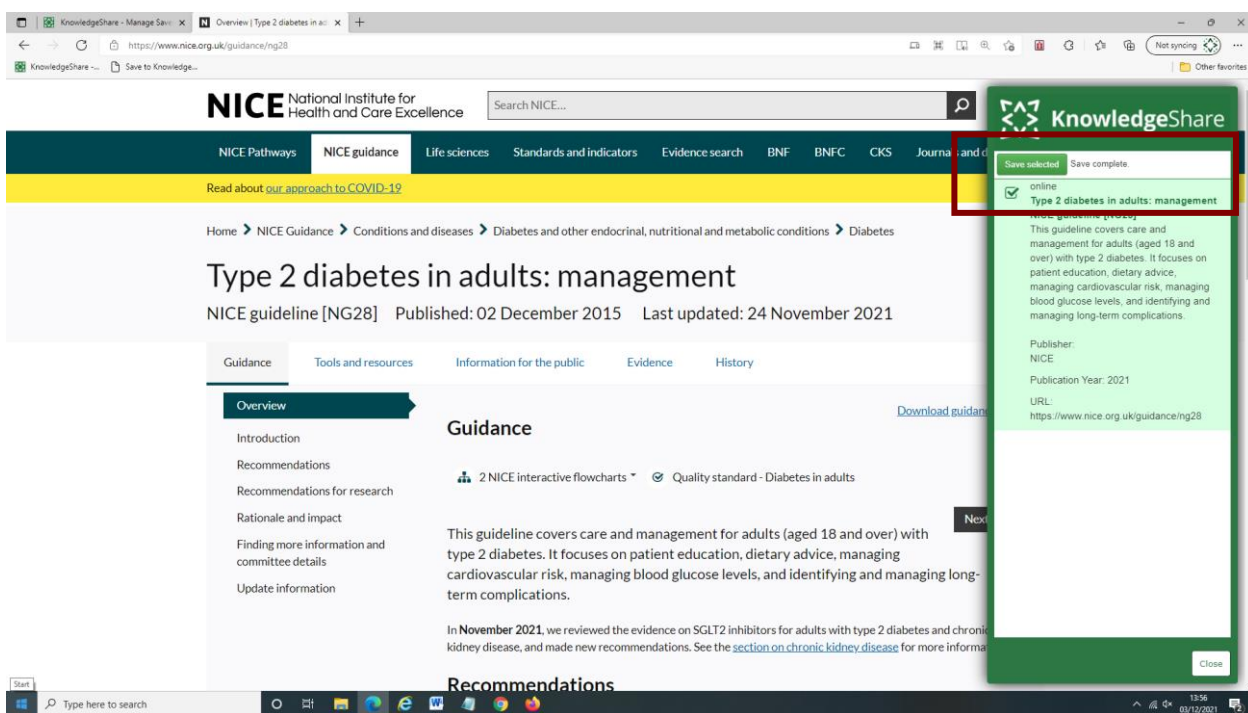 KnowledgeShare - Manage Save
Overview | Type 2 diabetes in ad
https://www.nice.org.uk/guidance/ng28
Not syncing
KnowledgeShare -...
Save to Knowledge...
Other favorites
NICE National Institute for
Health and Care Excellence
Search NICE...
NICE Pathways
NICE guidance
Life sciences
Standards and indicators
Evidence search
BNF
BNFC
CKS
Journals and d
Read about our approach to COVID-19
Home > NICE Guidance > Conditions and diseases > Diabetes and other endocrinal, nutritional and metabolic conditions > Diabetes
Type 2 diabetes in adults: management
NICE guideline [NG28] Published: 02 December 2015 Last updated: 24 November 2021
Guidance
Tools and resources
Information for the public
Evidence
History
Overview
Introduction
Recommendations
Recommendations for research
Rationale and impact
Finding more information and
committee details
Update information
Download guidan
Guidance
2 NICE interactive flowcharts
Quality standard - Diabetes in adults
Next
This guideline covers care and management for adults (aged 18 and over) with
type 2 diabetes. It focuses on patient education, dietary advice, managing
cardiovascular risk, managing blood glucose levels, and identifying and managing long-
term complications.
In November 2021, we reviewed the evidence on SGLT2 inhibitors for adults with type 2 diabetes and chronic
kidney disease, and made new recommendations. See the section on chronic kidney disease for more informa
Recommendations
KnowledgeShare
Save selected
Save complete.
online
Type 2 diabetes in adults: management
NICE guideline [NG28]
This guideline covers care and
management for adults (aged 18 and
over) with type 2 diabetes. It focuses on
patient education, dietary advice,
managing cardiovascular risk, managing
blood glucose levels, and identifying and
managing long-term complications.
Publisher:
NICE
Publication Year: 2021
URL:
https://www.nice.org.uk/guidance/ng28
Close
Start
Type here to search
13:56
03/12/2021